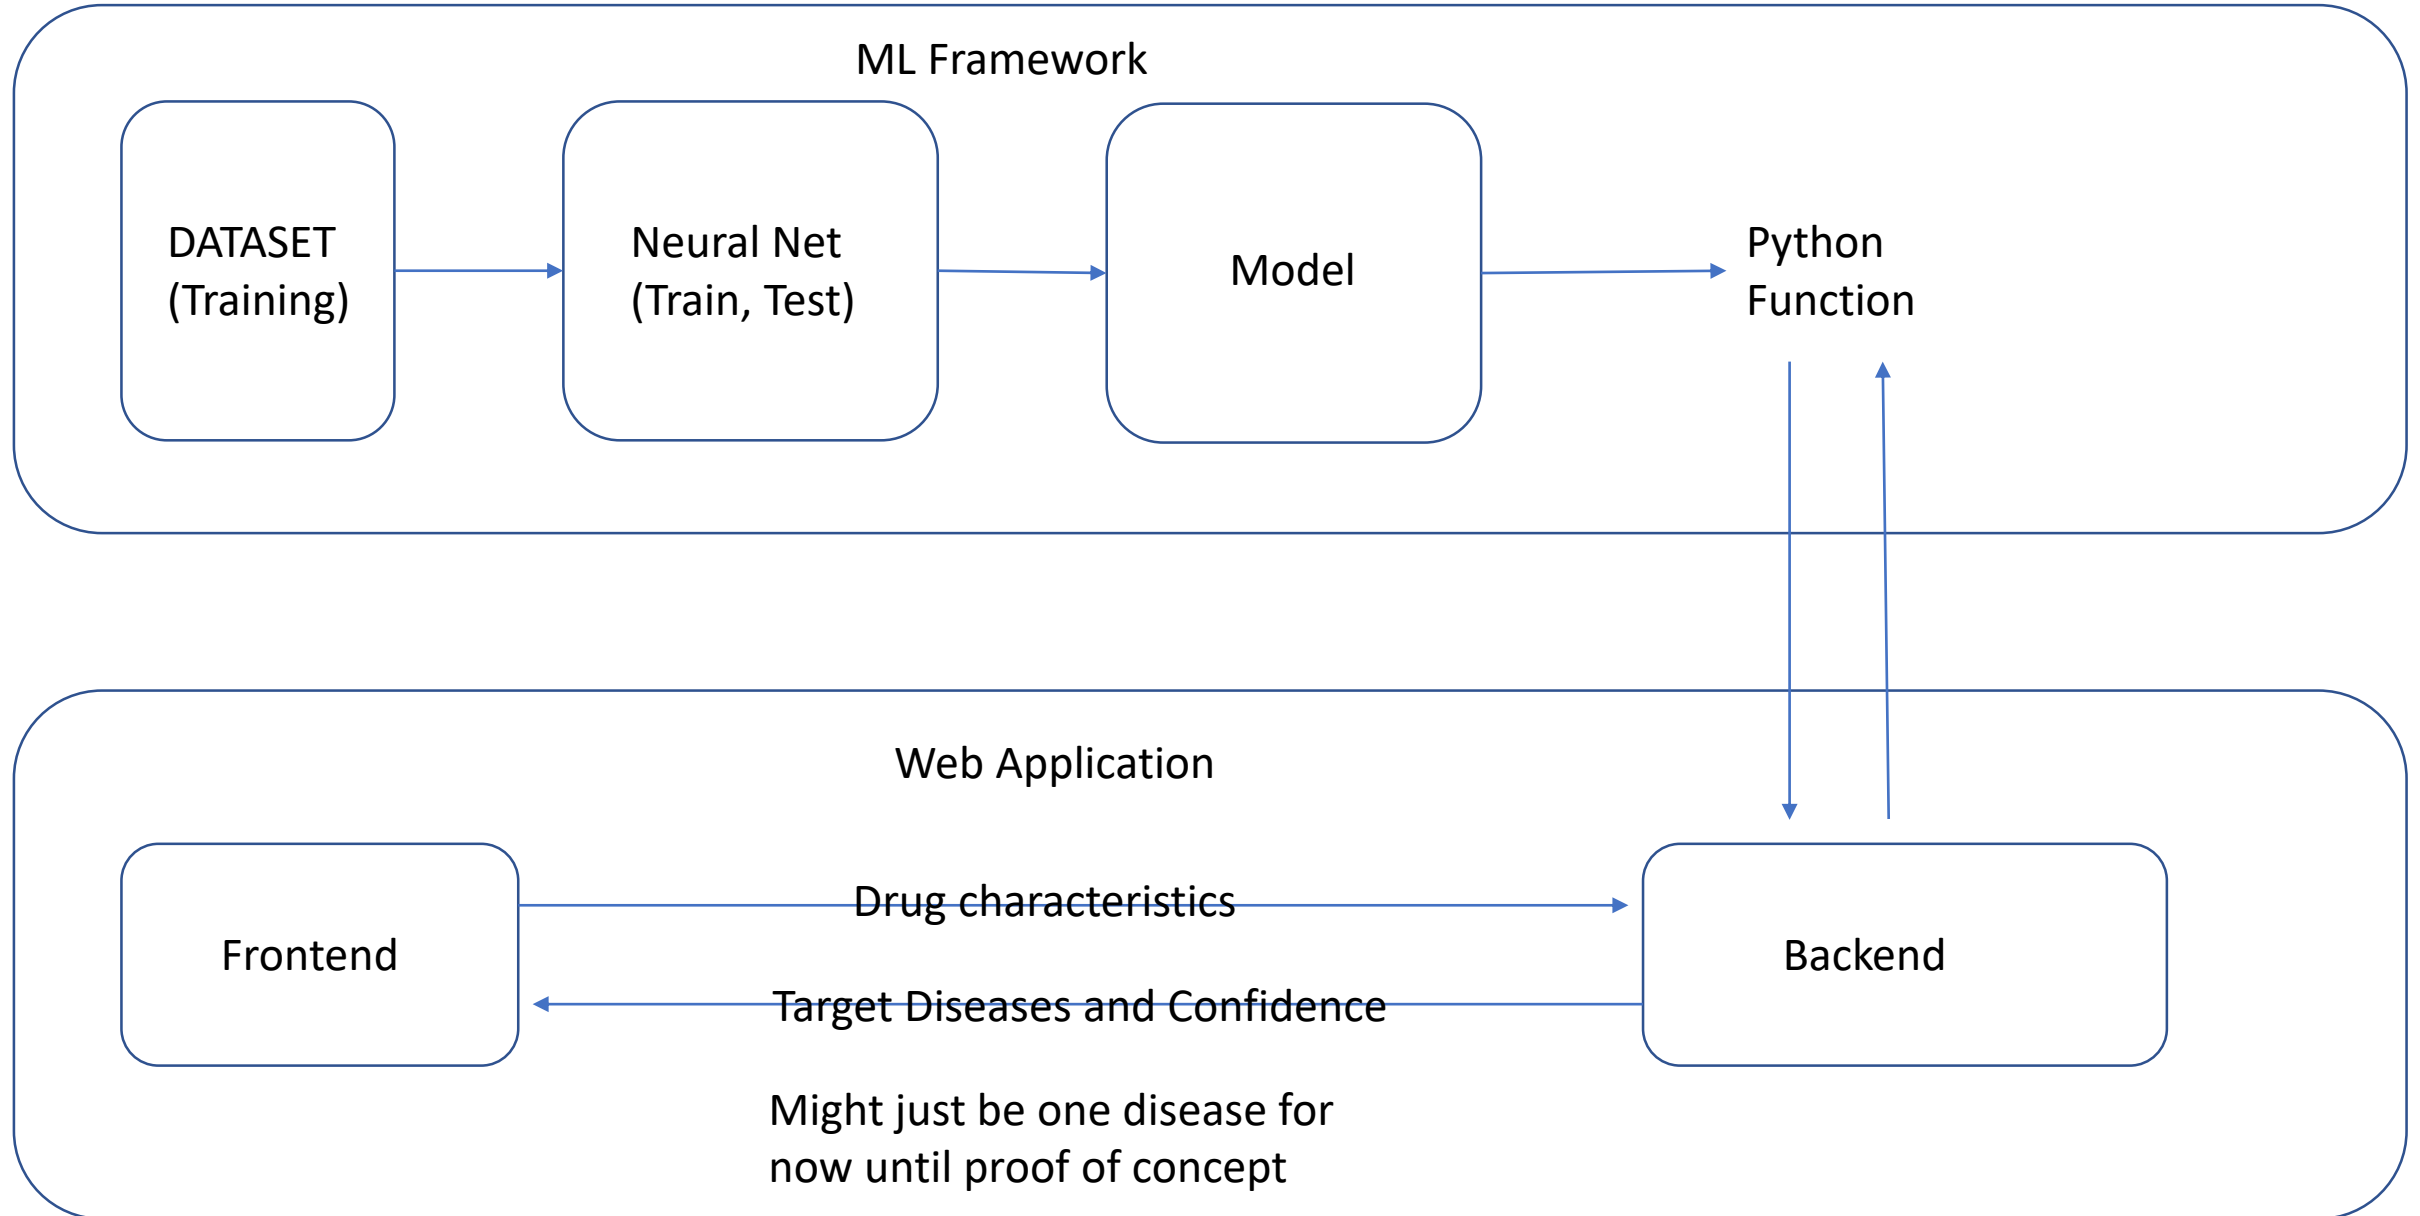 ML Framework
DATASET
(Training)
Neural Net
(Train, Test)
Model
Python
Function
Web Application
Frontend
Drug characteristics
Target Diseases and Confidence
Might just be one disease for
now until proof of concept
Backend